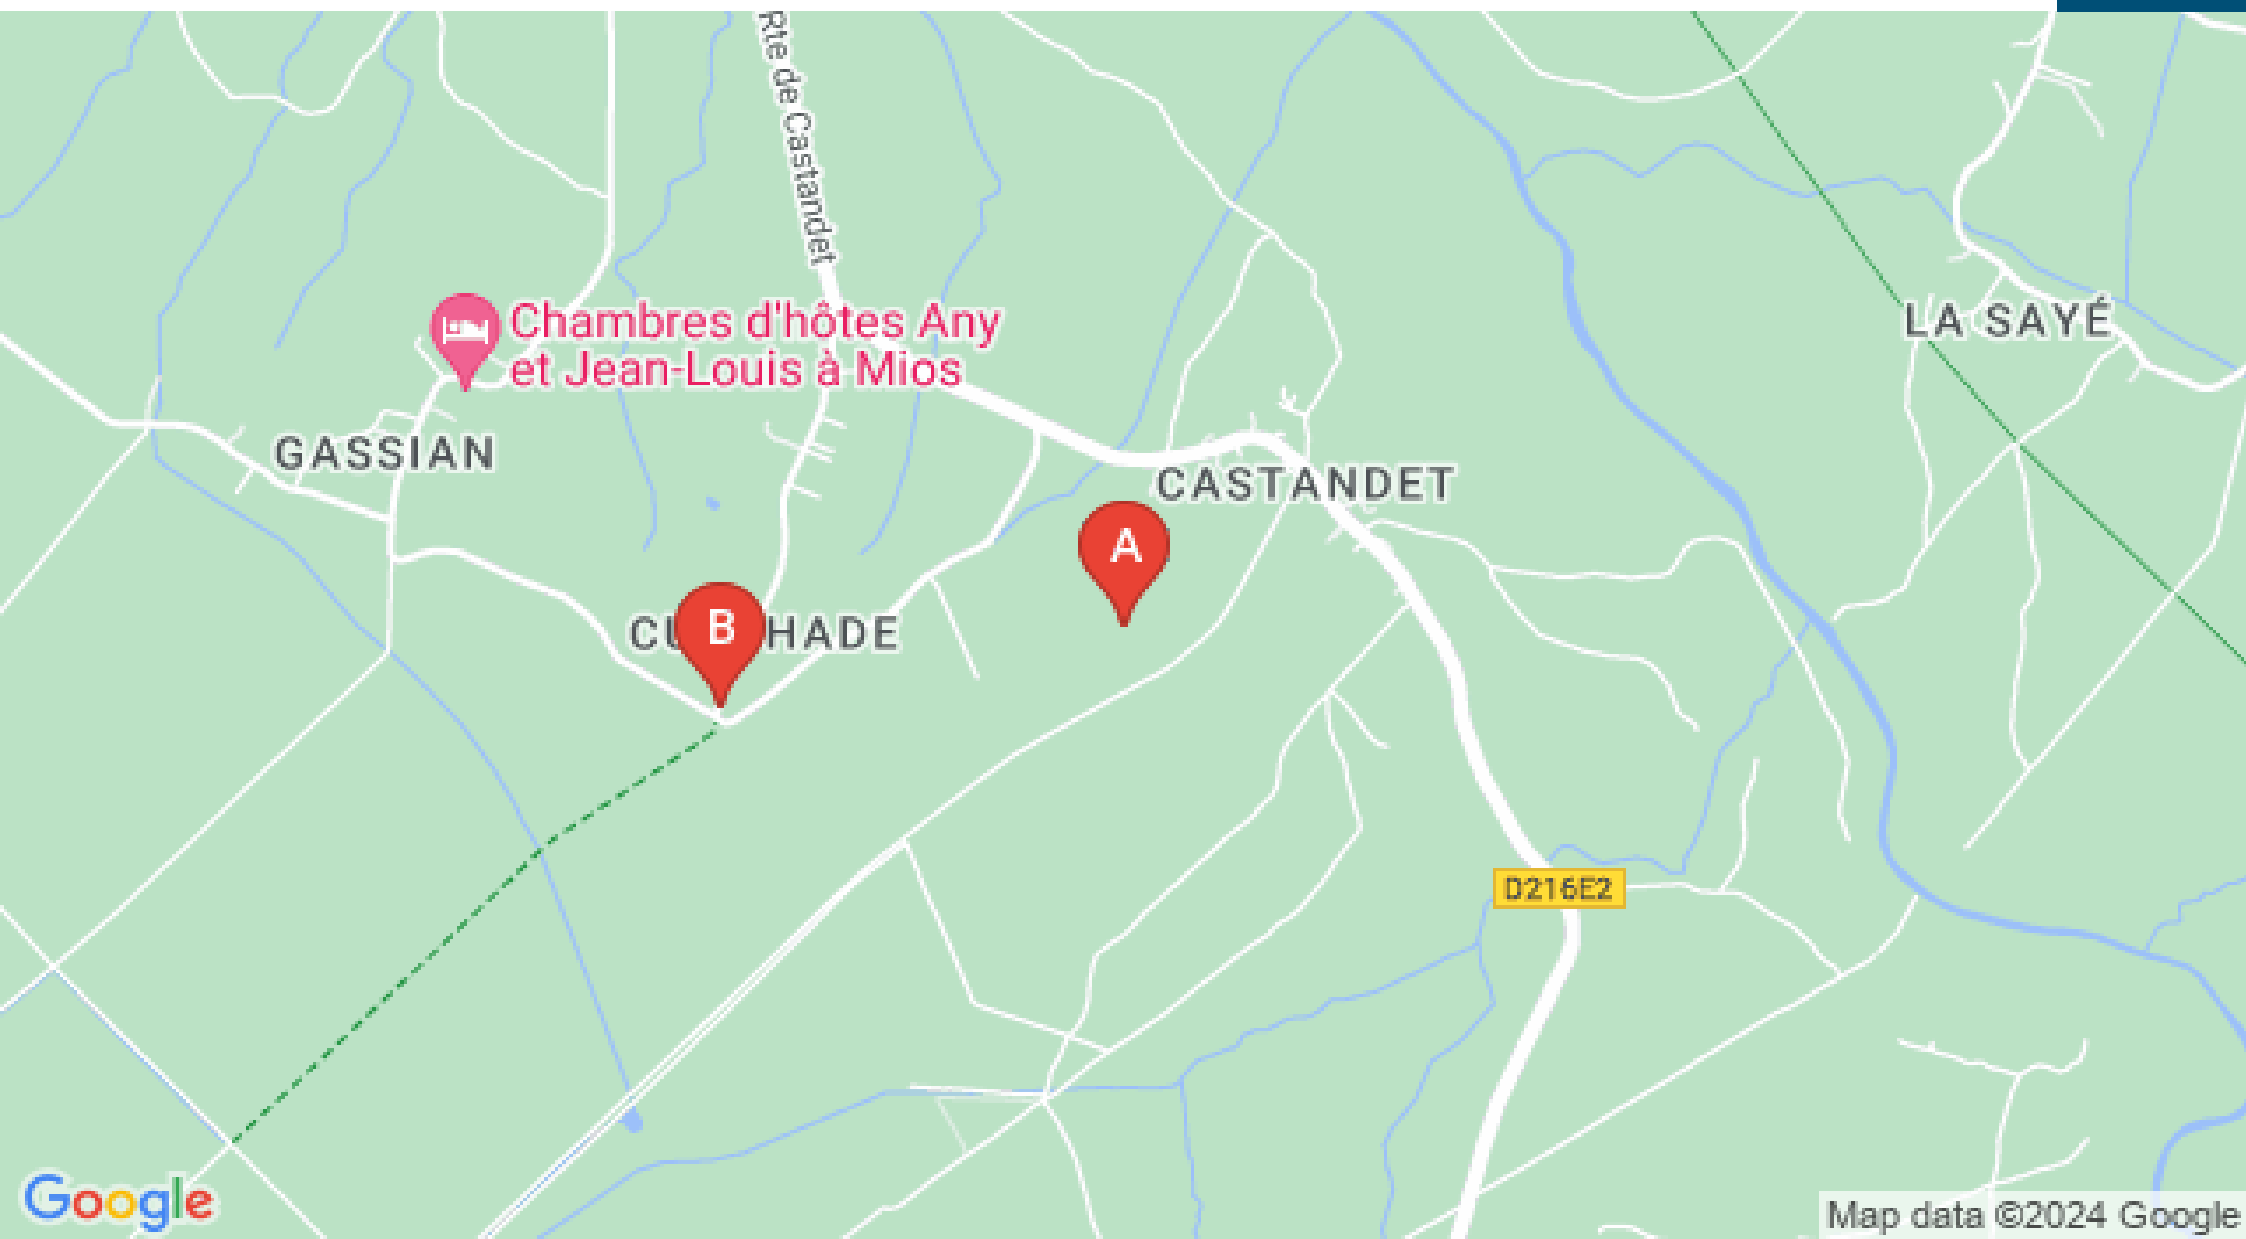 Rte de Castandet
Chambres d'hôtes Any
et Jean-Louis à Mios
LA SAYÉ
GASSIAN
CASTANDET
A
B
HADE
D216E2
Google
Map data ©2024 Google